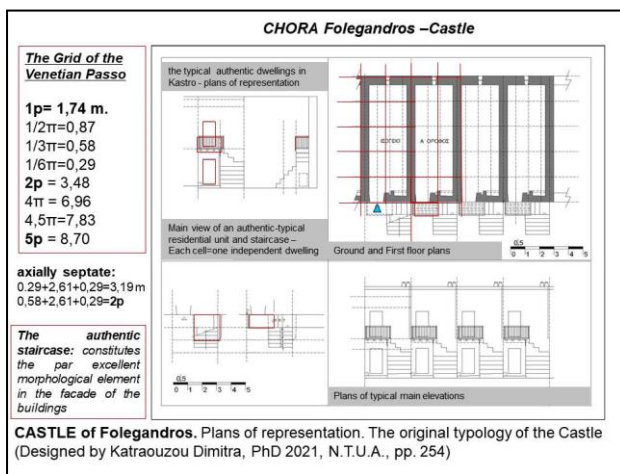 CHORA Folegandros –Castle
The Grid of the
Venetian Passo
1p= 1,74 m.
1/2π=0,87
1/3π=0,58
1/6π=0,29
2p = 3,48
4π = 6,96
4,5π=7,83
5p = 8,70
axially septate:
0.29+2,61+0,29=3,19 m
0,58+2,61+0,29=2p
The authentic
staircase: constitutes
the par excellent
morphological element
in the facade of the
buildings
the typical authentic dwellings in
Kastro - plans of representation
Main view of an authentic-typical
residential unit and staircase –
Each cell=one independent dwelling
ΙΣΟΓΕΙΟ
Α' ΟΡΟΦΟΣ
Ground and First floor plans
0,5
0 1 2 3 4 5
0,5
0 1 2 3 4 5
Plans of typical main elevations
CASTLE of Folegandros. Plans of representation. The original typology of the Castle
(Designed by Katraouzou Dimitra, PhD 2021, N.T.U.A., pp. 254)